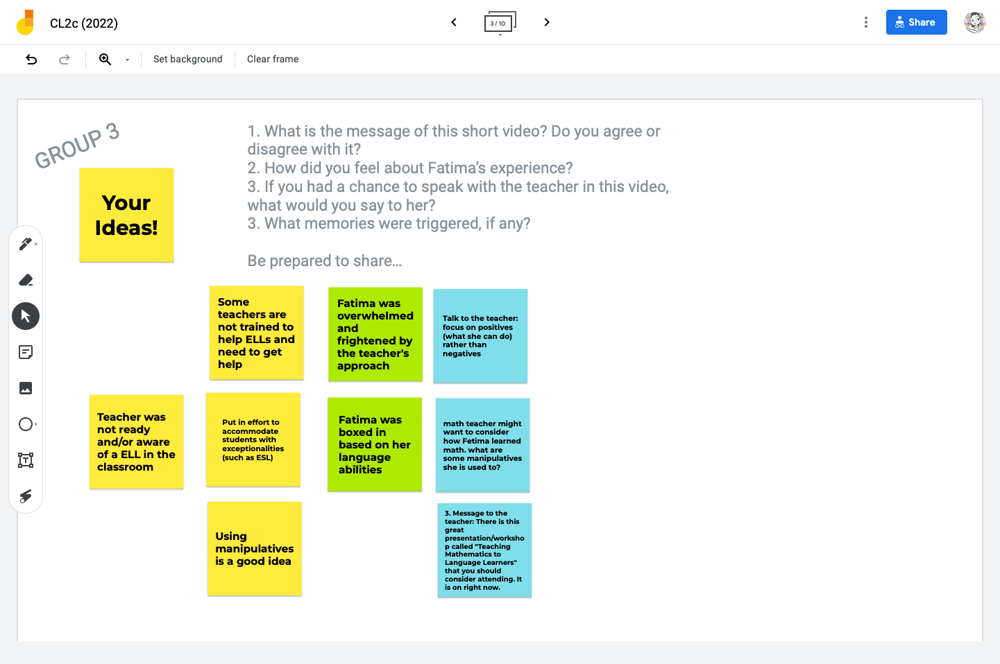 CL2c (2022)
3 / 10
Share
Set background
Clear frame
GROUP 3
Your
Ideas!
1. What is the message of this short video? Do you agree or
disagree with it?
2. How did you feel about Fatima’s experience?
3. If you had a chance to speak with the teacher in this video,
what would you say to her?
3. What memories were triggered, if any?
Be prepared to share...
Some
teachers are
not trained to
help ELLs and
need to get
help
Fatima was
overwhelmed
and
frightened by
the teacher's
approach
Talk to the teacher:
focus on positives
(what she can do)
rather than
negatives
Teacher was
not ready
and/or aware
of a ELL in the
classroom
Put in effort to
accommodate
students with
exceptionalities
(such as ESL)
Fatima was
boxed in
based on her
language
abilities
math teacher might
want to consider
how Fetima learned
math. what are
some manipulatives
she is used to?
Using
manipulatives
is a good idea
3. Message to the
teacher: There is this
great
presentation/worksho
p called "Teaching
Mathematics to
Language Learners"
that you should
consider attending. It
is on right now.
T